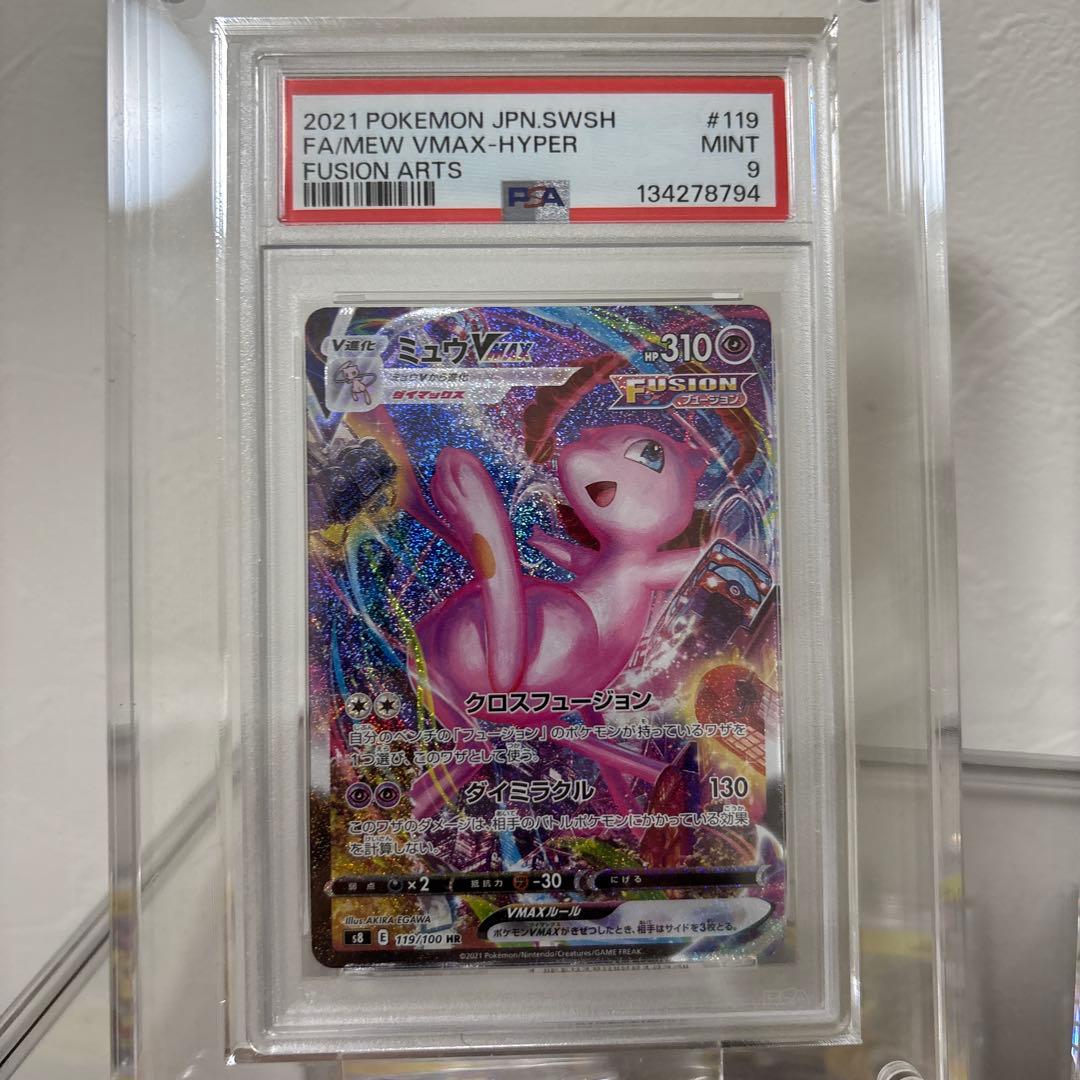 2021 POKEMON JPN.SWSH #119
FA/MEW VMAX-HYPER MINT
FUSION ARTS 9
PSA 134278794
V進化 ミュウVMAX HP310
ミュウVから進化
ダイマックス
FUSION
フュージョン
クロスフュージョン
自分のベンチの「フュージョン」のポケモンが持っているワザを
1つ選び、このワザとして使う。
ダイミラクル 130
このワザのダメージは、相手のバトルポケモンにかかっている効果
を計算しない。
弱点 ×2 抵抗力 -30 にげる
Illus. AKIRA EGAWA
VMAXルール
s8 E 119/100 HR
ポケモンVMAXがきぜつしたとき、相手はサイドを3枚とる。
©2021 Pokémon/Nintendo/Creatures/GAME FREAK.
PSA